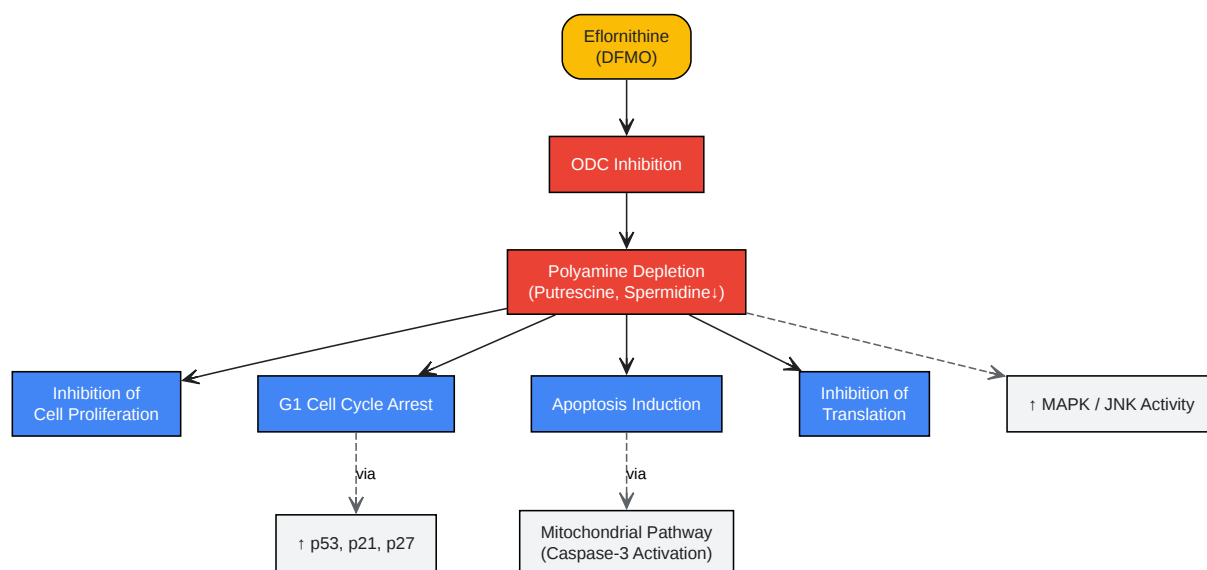 Eflornithine
(DFMO)
ODC Inhibition
Polyamine Depletion
(Putrescine, Spermidine↓)
Inhibition of
Cell Proliferation
G1 Cell Cycle Arrest
Apoptosis Induction
Inhibition of
Translation
↑ MAPK / JNK Activity
via
via
↑ p53, p21, p27
Mitochondrial Pathway
(Caspase-3 Activation)